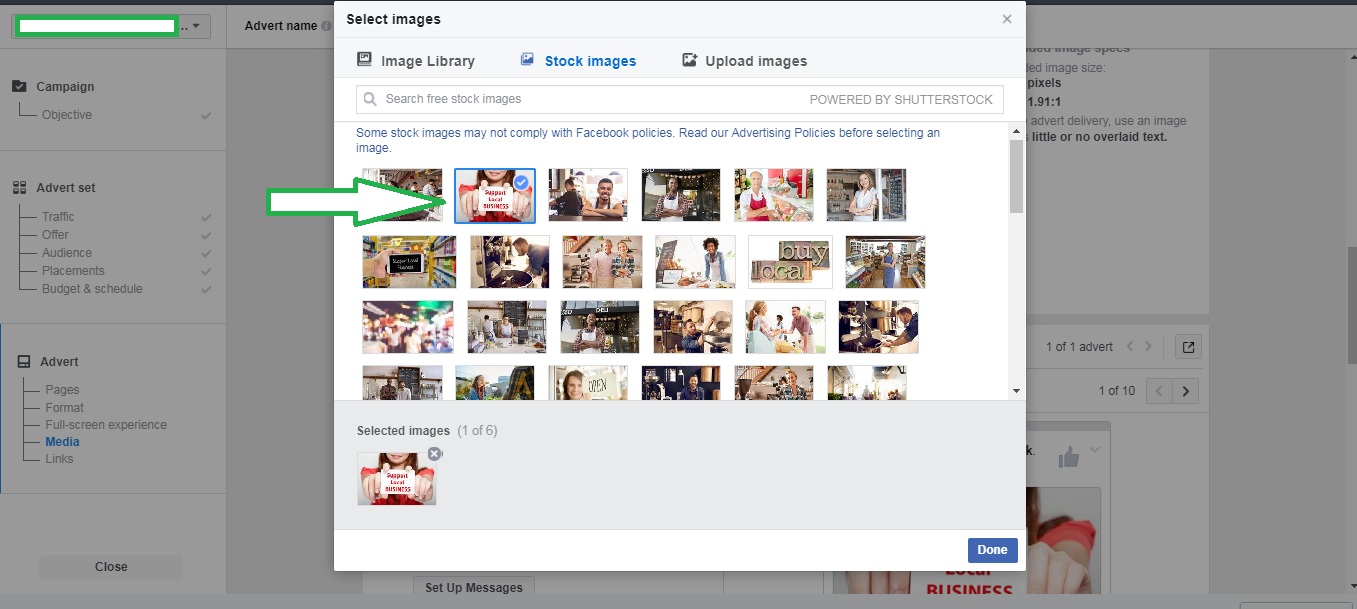 Select images
×
Image Library
Stock images
Upload images
Search free stock images
POWERED BY SHUTTERSTOCK
Some stock images may not comply with Facebook policies. Read our Advertising Policies before selecting an
image.
Support
Local
BUSINESS
buy
local
OPEN
DELI
Selected images (1 of 6)
Support
Local
BUSINESS
Done
...
Campaign
Objective
Advert set
Traffic
Offer
Audience
Placements
Budget & schedule
Advert
Pages
Format
Full-screen experience
Media
Links
Close
Advert name
Set Up Messages
image specs
ded image size:
pixels
1.91:1
advert delivery, use an image
little or no overlaid text.
1 of 1 advert
1 of 10
k.
Local
BUSINESS